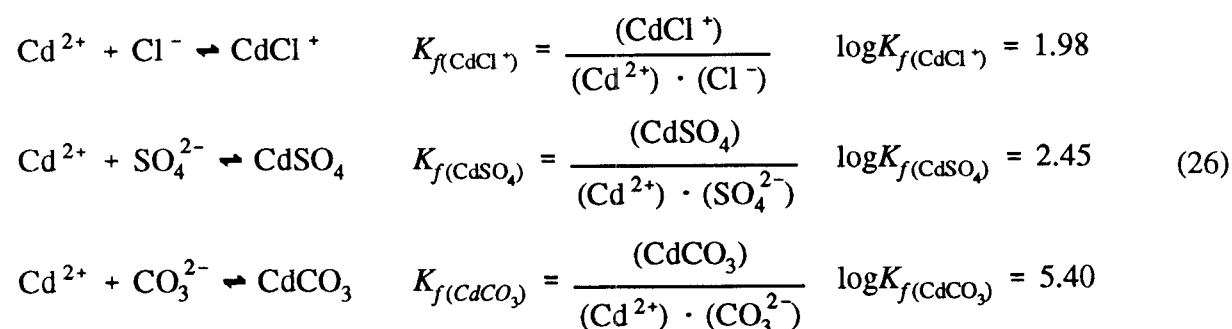 Cd²⁺ + Cl⁻ ⇌ CdCl⁺ K_f(CdCl⁺) = (CdCl⁺) / (Cd²⁺) · (Cl⁻) logK_f(CdCl⁺) = 1.98
Cd²⁺ + SO₄²⁻ ⇌ CdSO₄ K_f(CdSO₄) = (CdSO₄) / (Cd²⁺) · (SO₄²⁻) logK_f(CdSO₄) = 2.45 (26)
Cd²⁺ + CO₃²⁻ ⇌ CdCO₃ K_f(CdCO₃) = (CdCO₃) / (Cd²⁺) · (CO₃²⁻) logK_f(CdCO₃) = 5.40